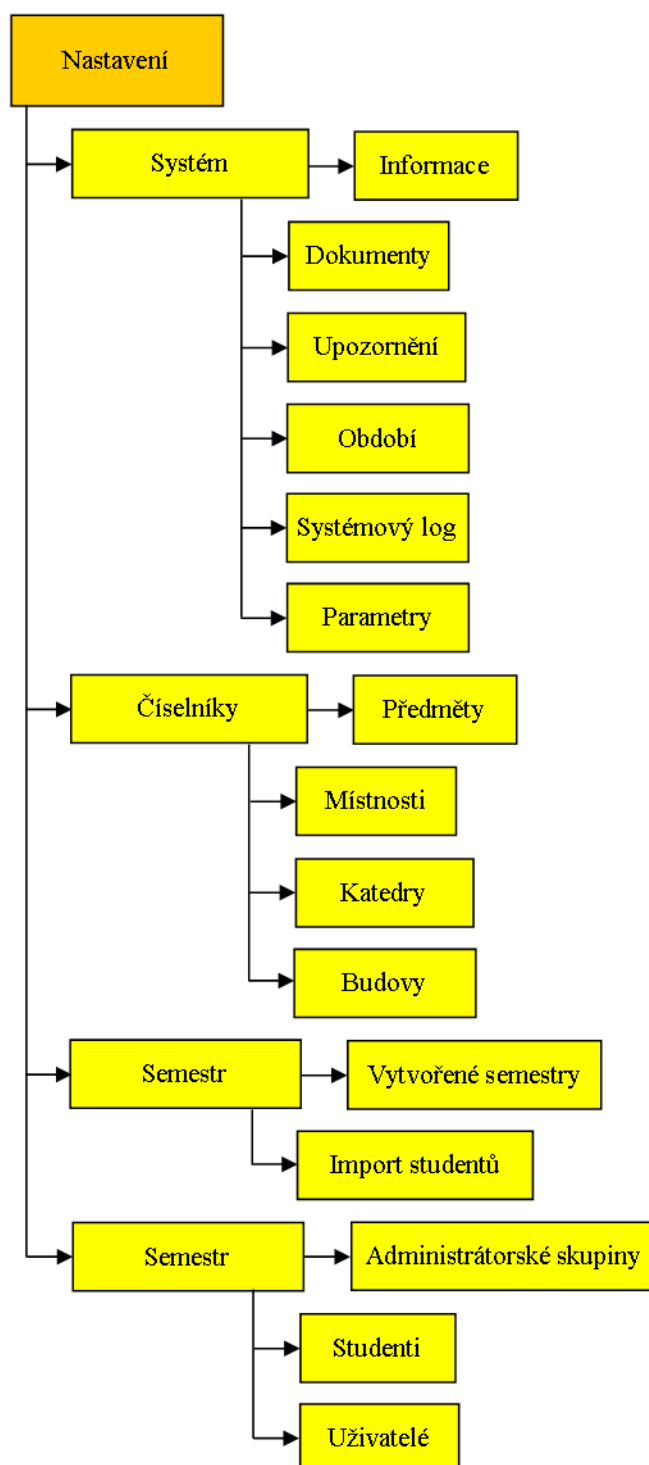 Nastavení
Systém
Informace
Dokumenty
Upozornění
Období
Systémový log
Parametry
Číselníky
Předměty
Místnosti
Katedry
Budovy
Semestr
Vytvořené semestry
Import studentů
Semestr
Administrátorské skupiny
Studenti
Uživatelé